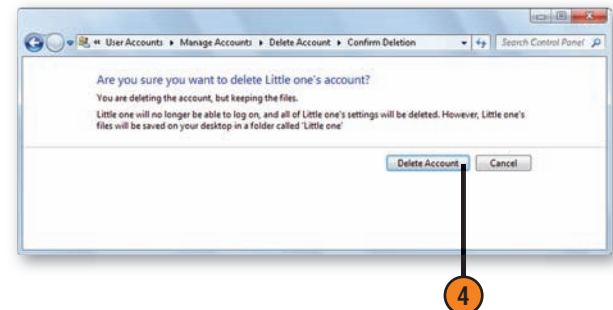 « User Accounts ▸ Manage Accounts ▸ Delete Account ▸ Confirm Deletion
Search Control Panel
Are you sure you want to delete Little one's account?
You are deleting the account, but keeping the files.
Little one will no longer be able to log on, and all of Little one's settings will be deleted. However, Little one's
files will be saved on your desktop in a folder called 'Little one'
Delete Account Cancel
4